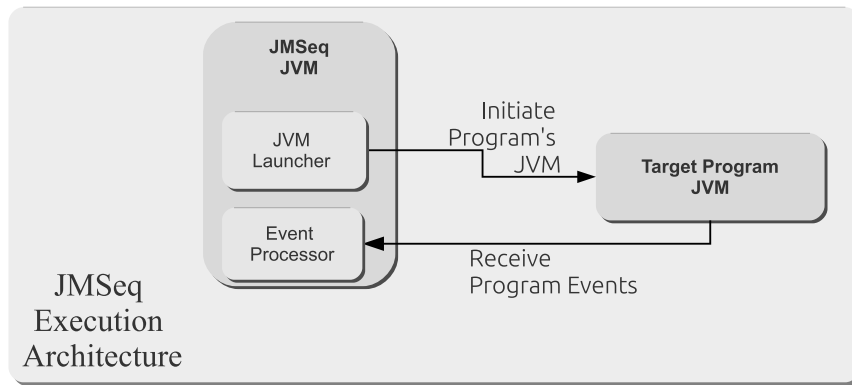 JMSeq
JVM
JVM
Launcher
Initiate
Program's
JVM
Target Program
JVM
Event
Processor
Receive
Program Events
JMSeq
Execution
Architecture